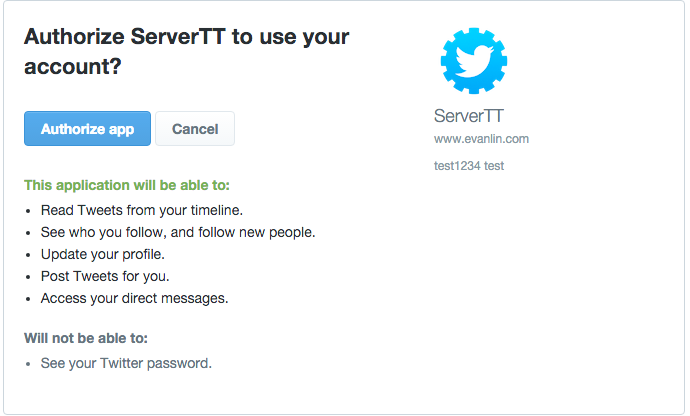 Authorize ServerTT to use your
account?
Authorize app
Cancel
This application will be able to:
• Read Tweets from your timeline.
• See who you follow, and follow new people.
• Update your profile.
• Post Tweets for you.
• Access your direct messages.
Will not be able to:
• See your Twitter password.
ServerTT
www.evanlin.com
test1234 test